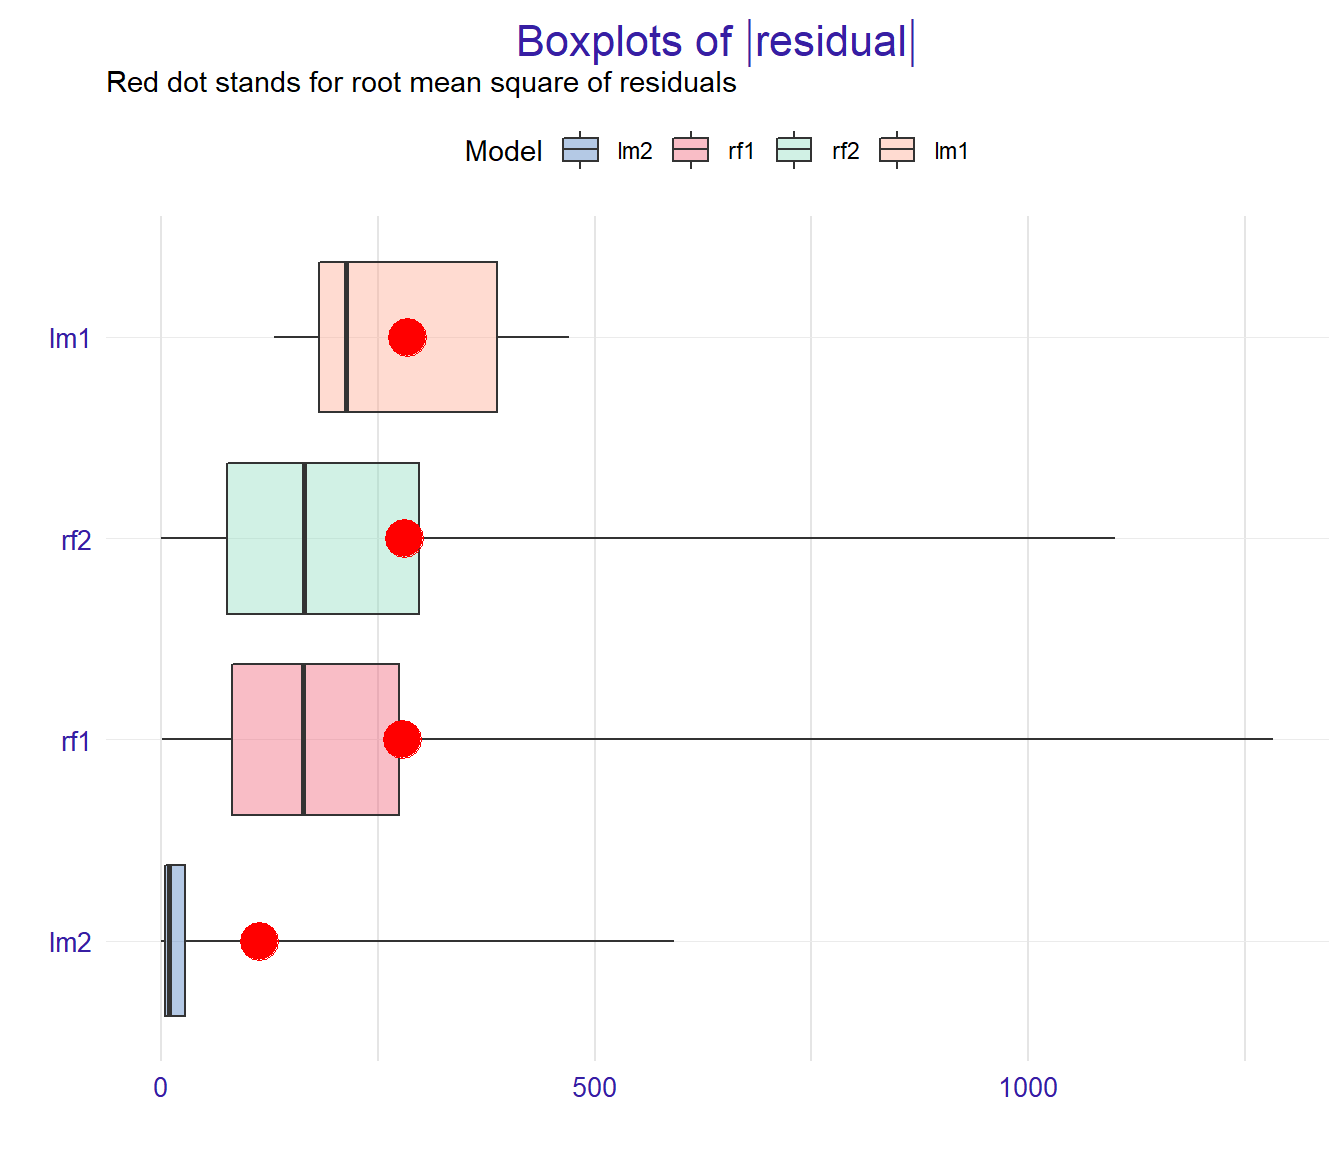 Boxplots of |residual|
Red dot stands for root mean square of residuals
Model lm2 rf1 rf2 lm1
lm1
rf2
rf1
lm2
0 500 1000